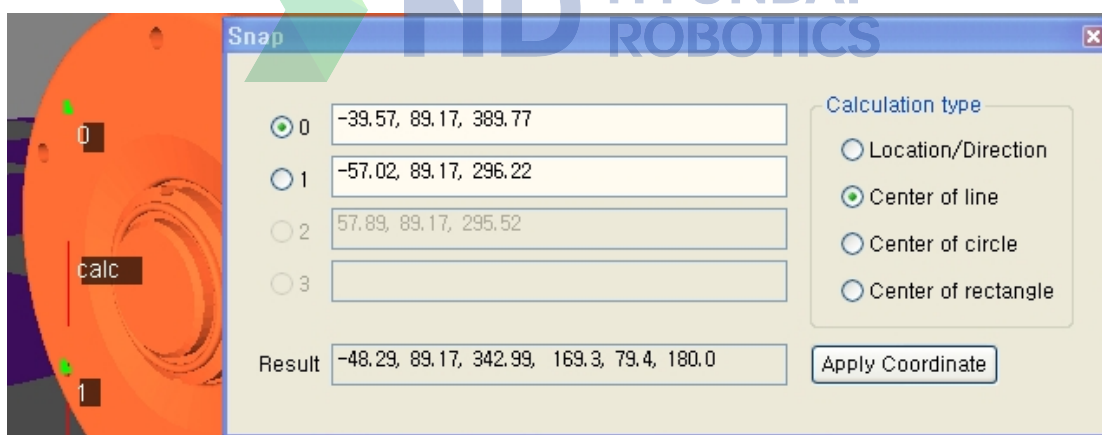 HYUNDAI
ROBOTICS
Snap
0
-39.57, 89.17, 389.77
1
-57.02, 89.17, 296.22
2
57.89, 89.17, 295.52
3
Result
-48.29, 89.17, 342.99, 169.3, 79.4, 180.0
Calculation type
Location/Direction
Center of line
Center of circle
Center of rectangle
Apply Coordinate
0
calc
1